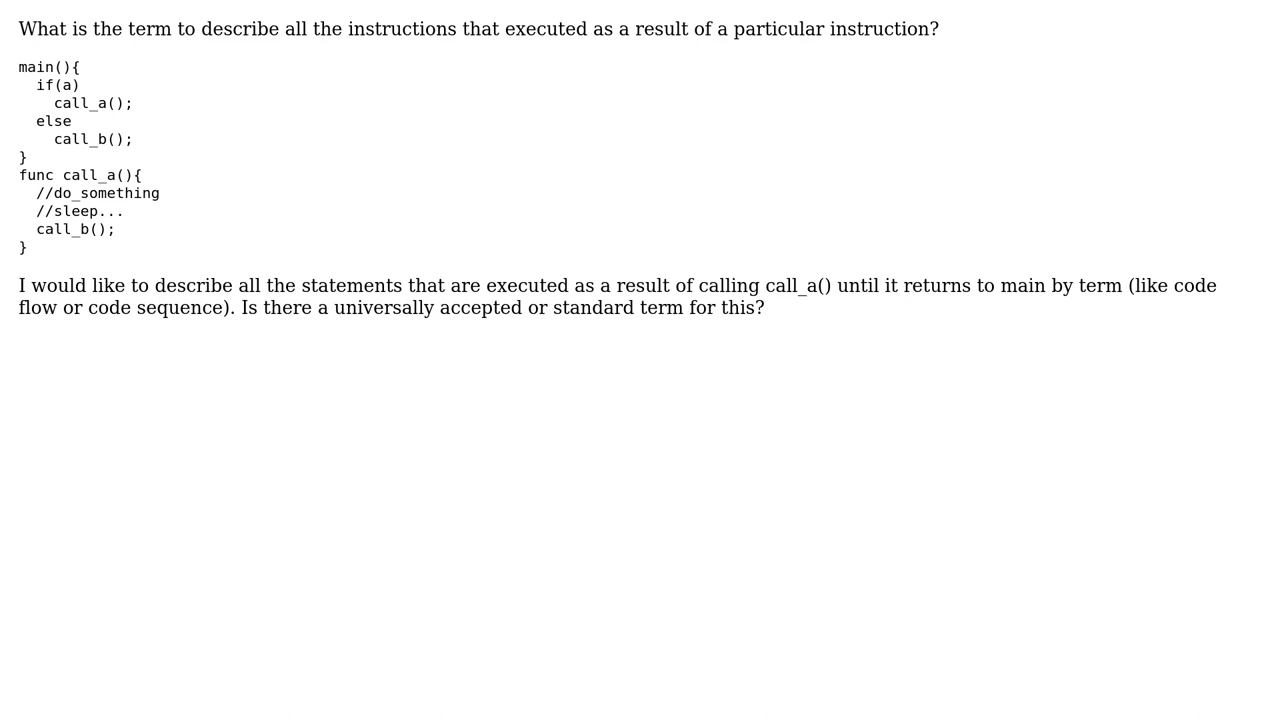 What is the term to describe all the instructions that executed as a result of a particular instruction?
main(){
  if(a)
    call_a();
  else
    call_b();
}
func call_a(){
  //do_something
  //sleep...
  call_b();
}
I would like to describe all the statements that are executed as a result of calling call_a() until it returns to main by term (like code
flow or code sequence). Is there a universally accepted or standard term for this?